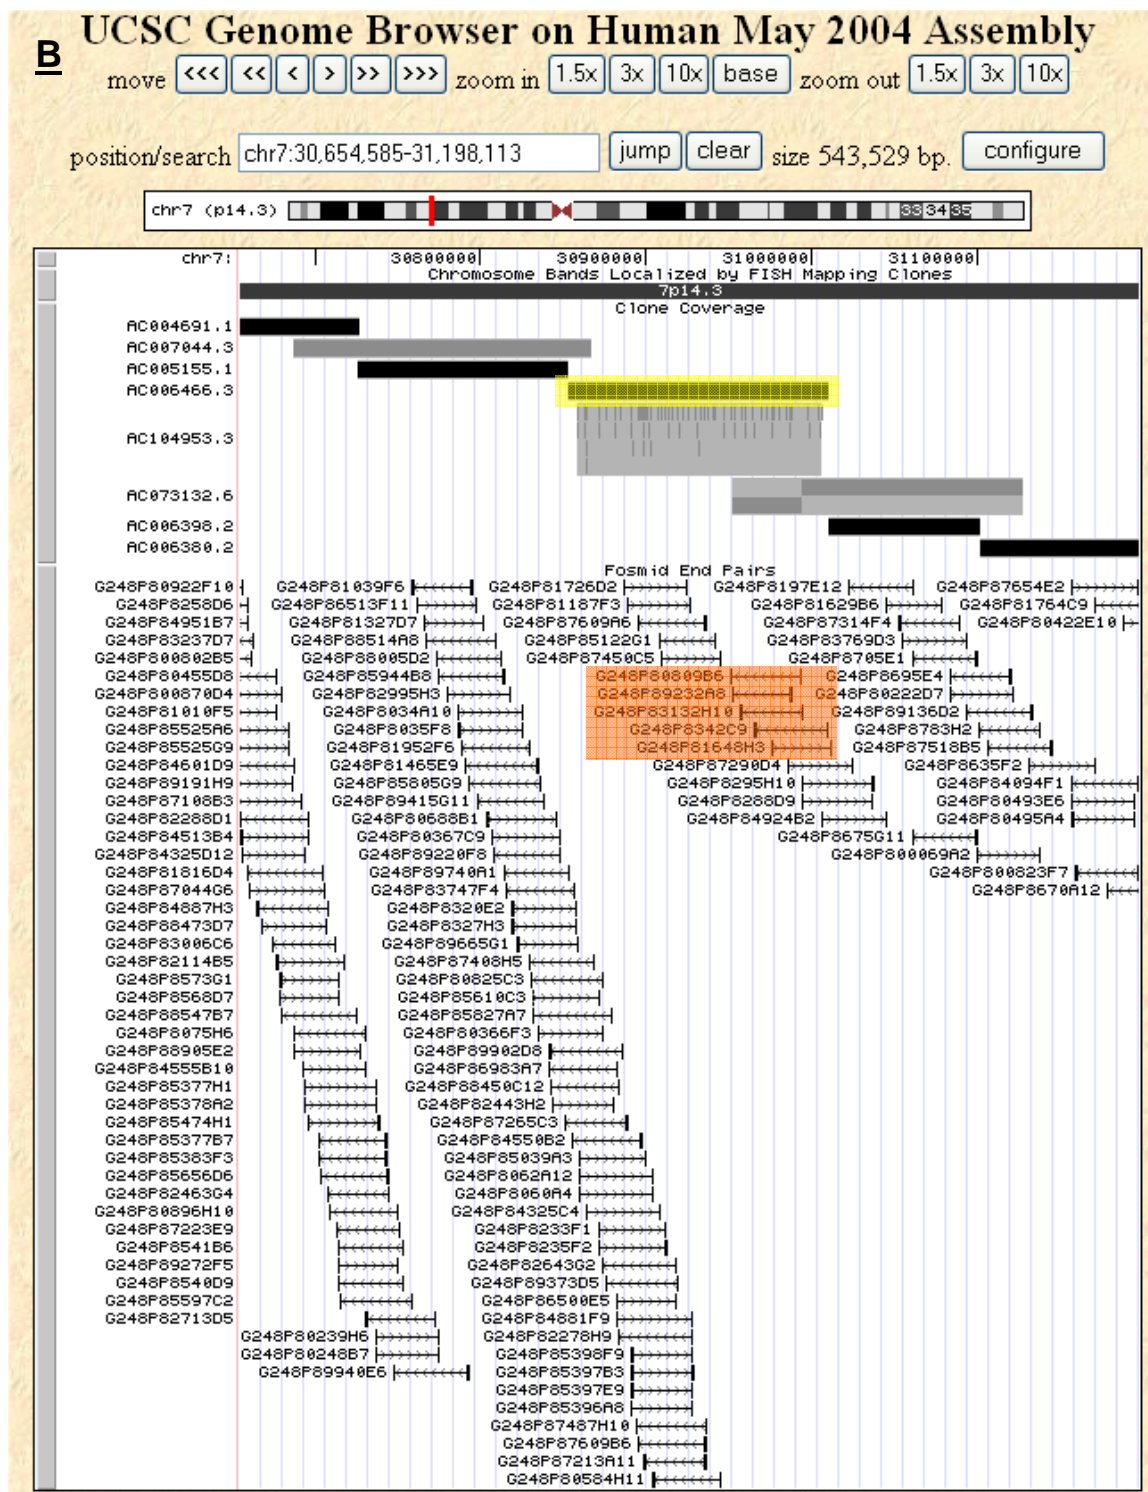 B
UCSC Genome Browser on Human May 2004 Assembly
move <<< << < > >> >>> zoom in 1.5x 3x 10x base zoom out 1.5x 3x 10x
position/search chr7:30,654,585-31,198,113 jump clear size 543,529 bp. configure
chr7 (p14.3) 33 34 35
chr7: 30800000| 30900000| 31000000| 31100000|
Chromosome Bands Localized by FISH Mapping Clones
7p14.3
Clone Coverage
AC004691.1
AC007044.3
AC005155.1
AC006466.3
AC104953.3
AC073132.6
AC006398.2
AC006380.2
Fosmid End Pairs
G248P80922F10 G248P81039F6 G248P81726D2 G248P8197E12 G248P87654E2
G248P8258D6 G248P86513F11 G248P81187F3 G248P81629B6 G248P81764C9
G248P84951B7 G248P81327D7 G248P87609A6 G248P87314F4 G248P80422E10
G248P83237D7 G248P88514A8 G248P85122G1 G248P83769D3
G248P800802B5 G248P88005D2 G248P87450C5 G248P8705E1
G248P80455D8 G248P85944B8 G248P80809B6 G248P8695E4
G248P800870D4 G248P82995H3 G248P89232A8 G248P80222D7
G248P81010F5 G248P8034A10 G248P83132H10 G248P89136D2
G248P85525A6 G248P8035F8 G248P8342C9 G248P8783H2
G248P85525G9 G248P81952F6 G248P81648H3 G248P87518B5
G248P84601D9 G248P81465E9 G248P87290D4 G248P8635F2
G248P89191H9 G248P85805G9 G248P8295H10 G248P84094F1
G248P87108B3 G248P89415G11 G248P8288D9 G248P80493E6
G248P82288D1 G248P80688B1 G248P84924B2 G248P80495A4
G248P84513B4 G248P80367C9 G248P8675G11
G248P84325D12 G248P89220F8 G248P800069A2
G248P81816D4 G248P89740A1 G248P800823F7
G248P87044G6 G248P83747F4 G248P8670A12
G248P84887H3 G248P8320E2
G248P88473D7 G248P8327H3
G248P83006C6 G248P89665G1
G248P82114B5 G248P87408H5
G248P8573G1 G248P80825C3
G248P8568D7 G248P85610C3
G248P88547B7 G248P85827A7
G248P8075H6 G248P80366F3
G248P88905E2 G248P89902D8
G248P84555B10 G248P86983A7
G248P85377H1 G248P88450C12
G248P85378A2 G248P82443H2
G248P85474H1 G248P87265C3
G248P85377B7 G248P84550B2
G248P85383F3 G248P85039A3
G248P85656D6 G248P8062A12
G248P82463G4 G248P8060A4
G248P80896H10 G248P84325C4
G248P87223E9 G248P8233F1
G248P8541B6 G248P8235F2
G248P89272F5 G248P82643G2
G248P8540D9 G248P89373D5
G248P85597C2 G248P86500E5
G248P82713D5 G248P84881F9
G248P80239H6 G248P82278H9
G248P80248B7 G248P85398F9
G248P89940E6 G248P85397B3
G248P85397E9
G248P85396A8
G248P87487H10
G248P87609B6
G248P87213A11
G248P80584H11